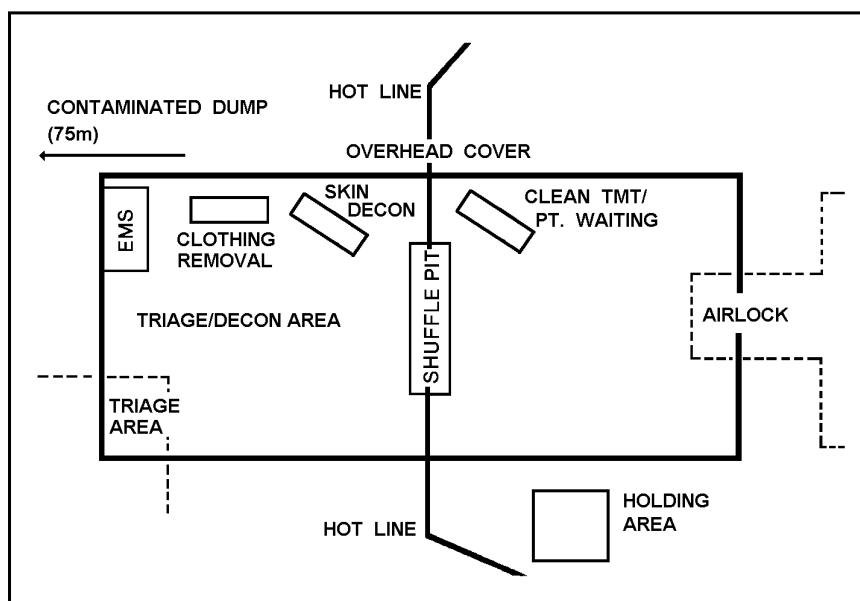 HOT LINE
CONTAMINATED DUMP
(75m)
OVERHEAD COVER
EMS
CLOTHING
REMOVAL
SKIN
DECON
CLEAN TMT/
PT. WAITING
SHUFFLE PIT
TRIAGE/DECON AREA
AIRLOCK
TRIAGE
AREA
HOT LINE
HOLDING
AREA